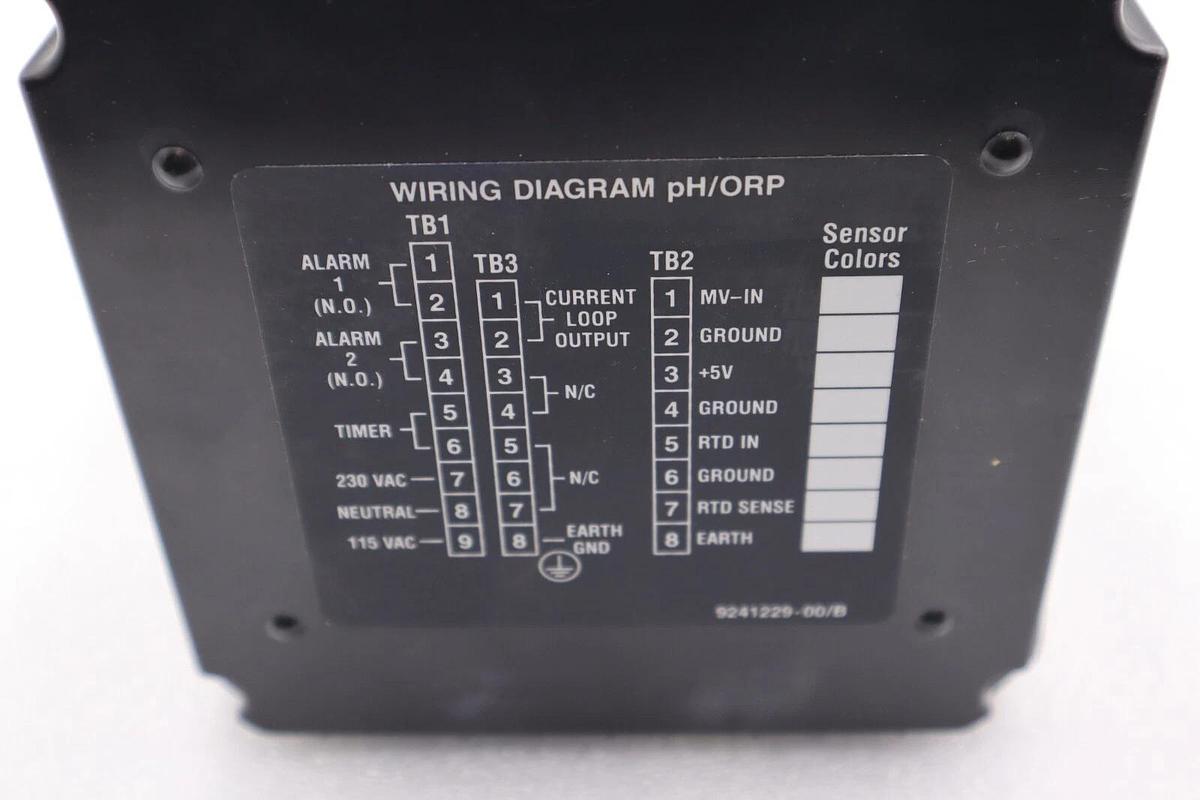 WIRING DIAGRAM pH/ORP
TB1
ALARM
1
(N.O.)
ALARM
2
(N.O.)
TIMER
230 VAC
NEUTRAL
115 VAC
1
2
3
4
5
6
7
8
9
TB3
1
2
3
4
5
6
7
8
CURRENT
LOOP
OUTPUT
N/C
N/C
EARTH
GND
TB2
1 MV-IN
2 GROUND
3 +5V
4 GROUND
5 RTD IN
6 GROUND
7 RTD SENSE
8 EARTH
Sensor
Colors
9241229-00/B